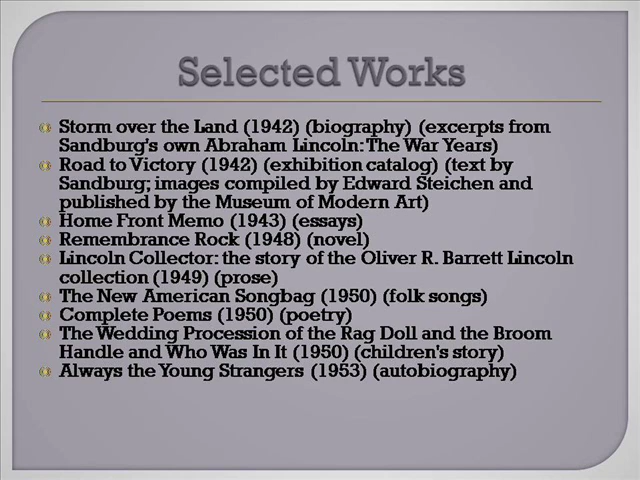 Selected Works
Storm over the Land (1942) (biography) (excerpts from
Sandburg's own Abraham Lincoln: The War Years)
Road to Victory (1942) (exhibition catalog) (text by
Sandburg; images compiled by Edward Steichen and
published by the Museum of Modern Art)
Home Front Memo (1943) (essays)
Remembrance Rock (1948) (novel)
Lincoln Collector: the story of the Oliver R. Barrett Lincoln
collection (1949) (prose)
The New American Songbag (1950) (folk songs)
Complete Poems (1950) (poetry)
The Wedding Procession of the Rag Doll and the Broom
Handle and Who Was In It (1950) (children's story)
Always the Young Strangers (1953) (autobiography)